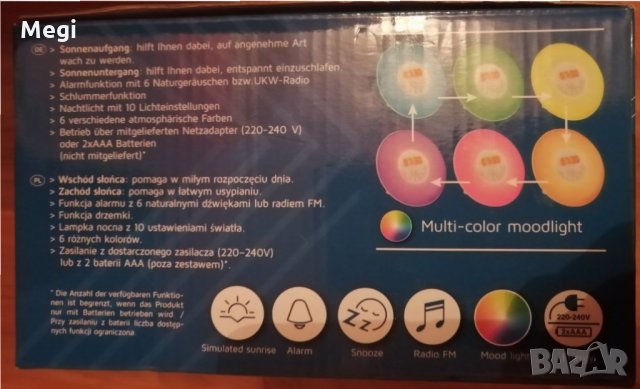 Megi
DE > Sonnenaufgang: hilft Ihnen dabei, auf angenehme Art
wach zu werden.
> Sonnenuntergang: hilft Ihnen dabei, entspannt einzuschlafen.
> Alarmfunktion mit 6 Naturgeräuschen bzw.UKW-Radio
> Schlummerfunktion
> Nachtlicht mit 10 Lichteinstellungen
> 6 verschiedene atmosphärische Farben
> Betrieb über mitgelieferten Netzadapter (220-240 V)
oder 2xAAA Batterien
(nicht mitgeliefert)*
PL > Wschód słońca: pomaga w miłym rozpoczęciu dnia.
> Zachód słońca: pomaga w łatwym usypianiu.
> Funkcja alarmu z 6 naturalnymi dźwiękami lub radiem FM.
> Funkcja drzemki.
> Lampka nocna z 10 ustawieniami światła.
> 6 różnych kolorów.
> Zasilanie z dostarczonego zasilacza (220-240V)
lub z 2 baterii AAA (poza zestawem)*.
* Die Anzahl der verfügbaren Funktio-
nen ist begrenzt, wenn das Produkt
nur mit Batterien betrieben wird /
Przy zasilaniu z baterii liczba dostęp-
nych funkcji ograniczona.
Multi-color moodlight
Simulated sunrise
Alarm
Snooze
Radio FM
Mood light
220-240V
2xAAA
BAZAR